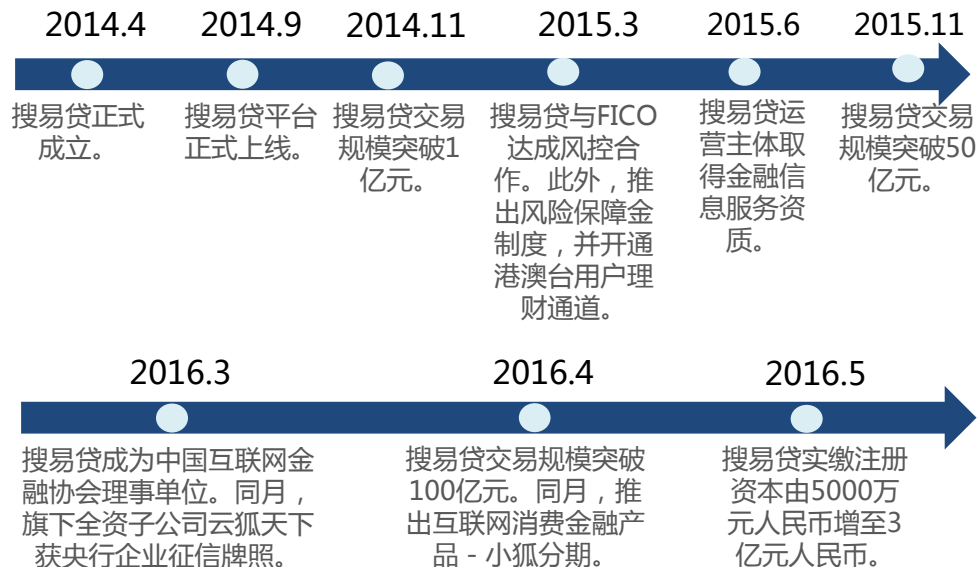 2014.4
2014.9
2014.11
2015.3
2015.6
2015.11
搜易贷正式
成立。
搜易贷平台
正式上线。
搜易贷交易
规模突破1
亿元。
搜易贷与FICO
达成风控合
作。此外，推
出风险保障金
制度，并开通
港澳台用户理
财通道。
搜易贷运
营主体取
得金融信
息服务资
质。
搜易贷交易
规模突破50
亿元。
2016.3
2016.4
2016.5
搜易贷成为中国互联网金
融协会理事单位。同月，
旗下全资子公司云狐天下
获央行企业征信牌照。
搜易贷交易规模突破
100亿元。同月，推
出互联网消费金融产
品－小狐分期。
搜易贷实缴注册
资本由5000万
元人民币增至3
亿元人民币。